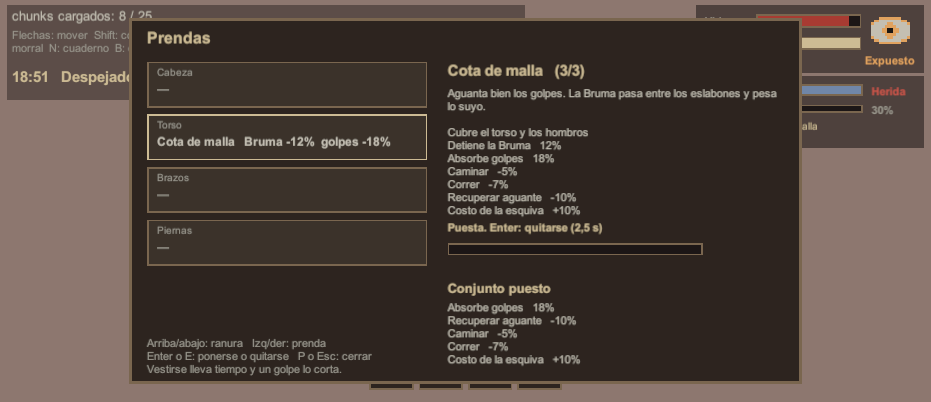 chunks cargados: 8 / 25
Flechas: mover Shift:
morral N: cuaderno B:
18:51 Despejado
Expuesto
Herida
30%
alla
Prendas
Cabeza
—
Torso
Cota de malla Bruma -12% golpes -18%
Brazos
—
Piernas
—
Arriba/abajo: ranura Izq/der: prenda
Enter o E: ponerse o quitarse P o Esc: cerrar
Vestirse lleva tiempo y un golpe lo corta.
Cota de malla (3/3)
Aguanta bien los golpes. La Bruma pasa entre los eslabones y pesa
lo suyo.
Cubre el torso y los hombros
Detiene la Bruma 12%
Absorbe golpes 18%
Caminar -5%
Correr -7%
Recuperar aguante -10%
Costo de la esquiva +10%
Puesta. Enter: quitarse (2,5 s)
Conjunto puesto
Absorbe golpes 18%
Recuperar aguante -10%
Caminar -5%
Correr -7%
Costo de la esquiva +10%